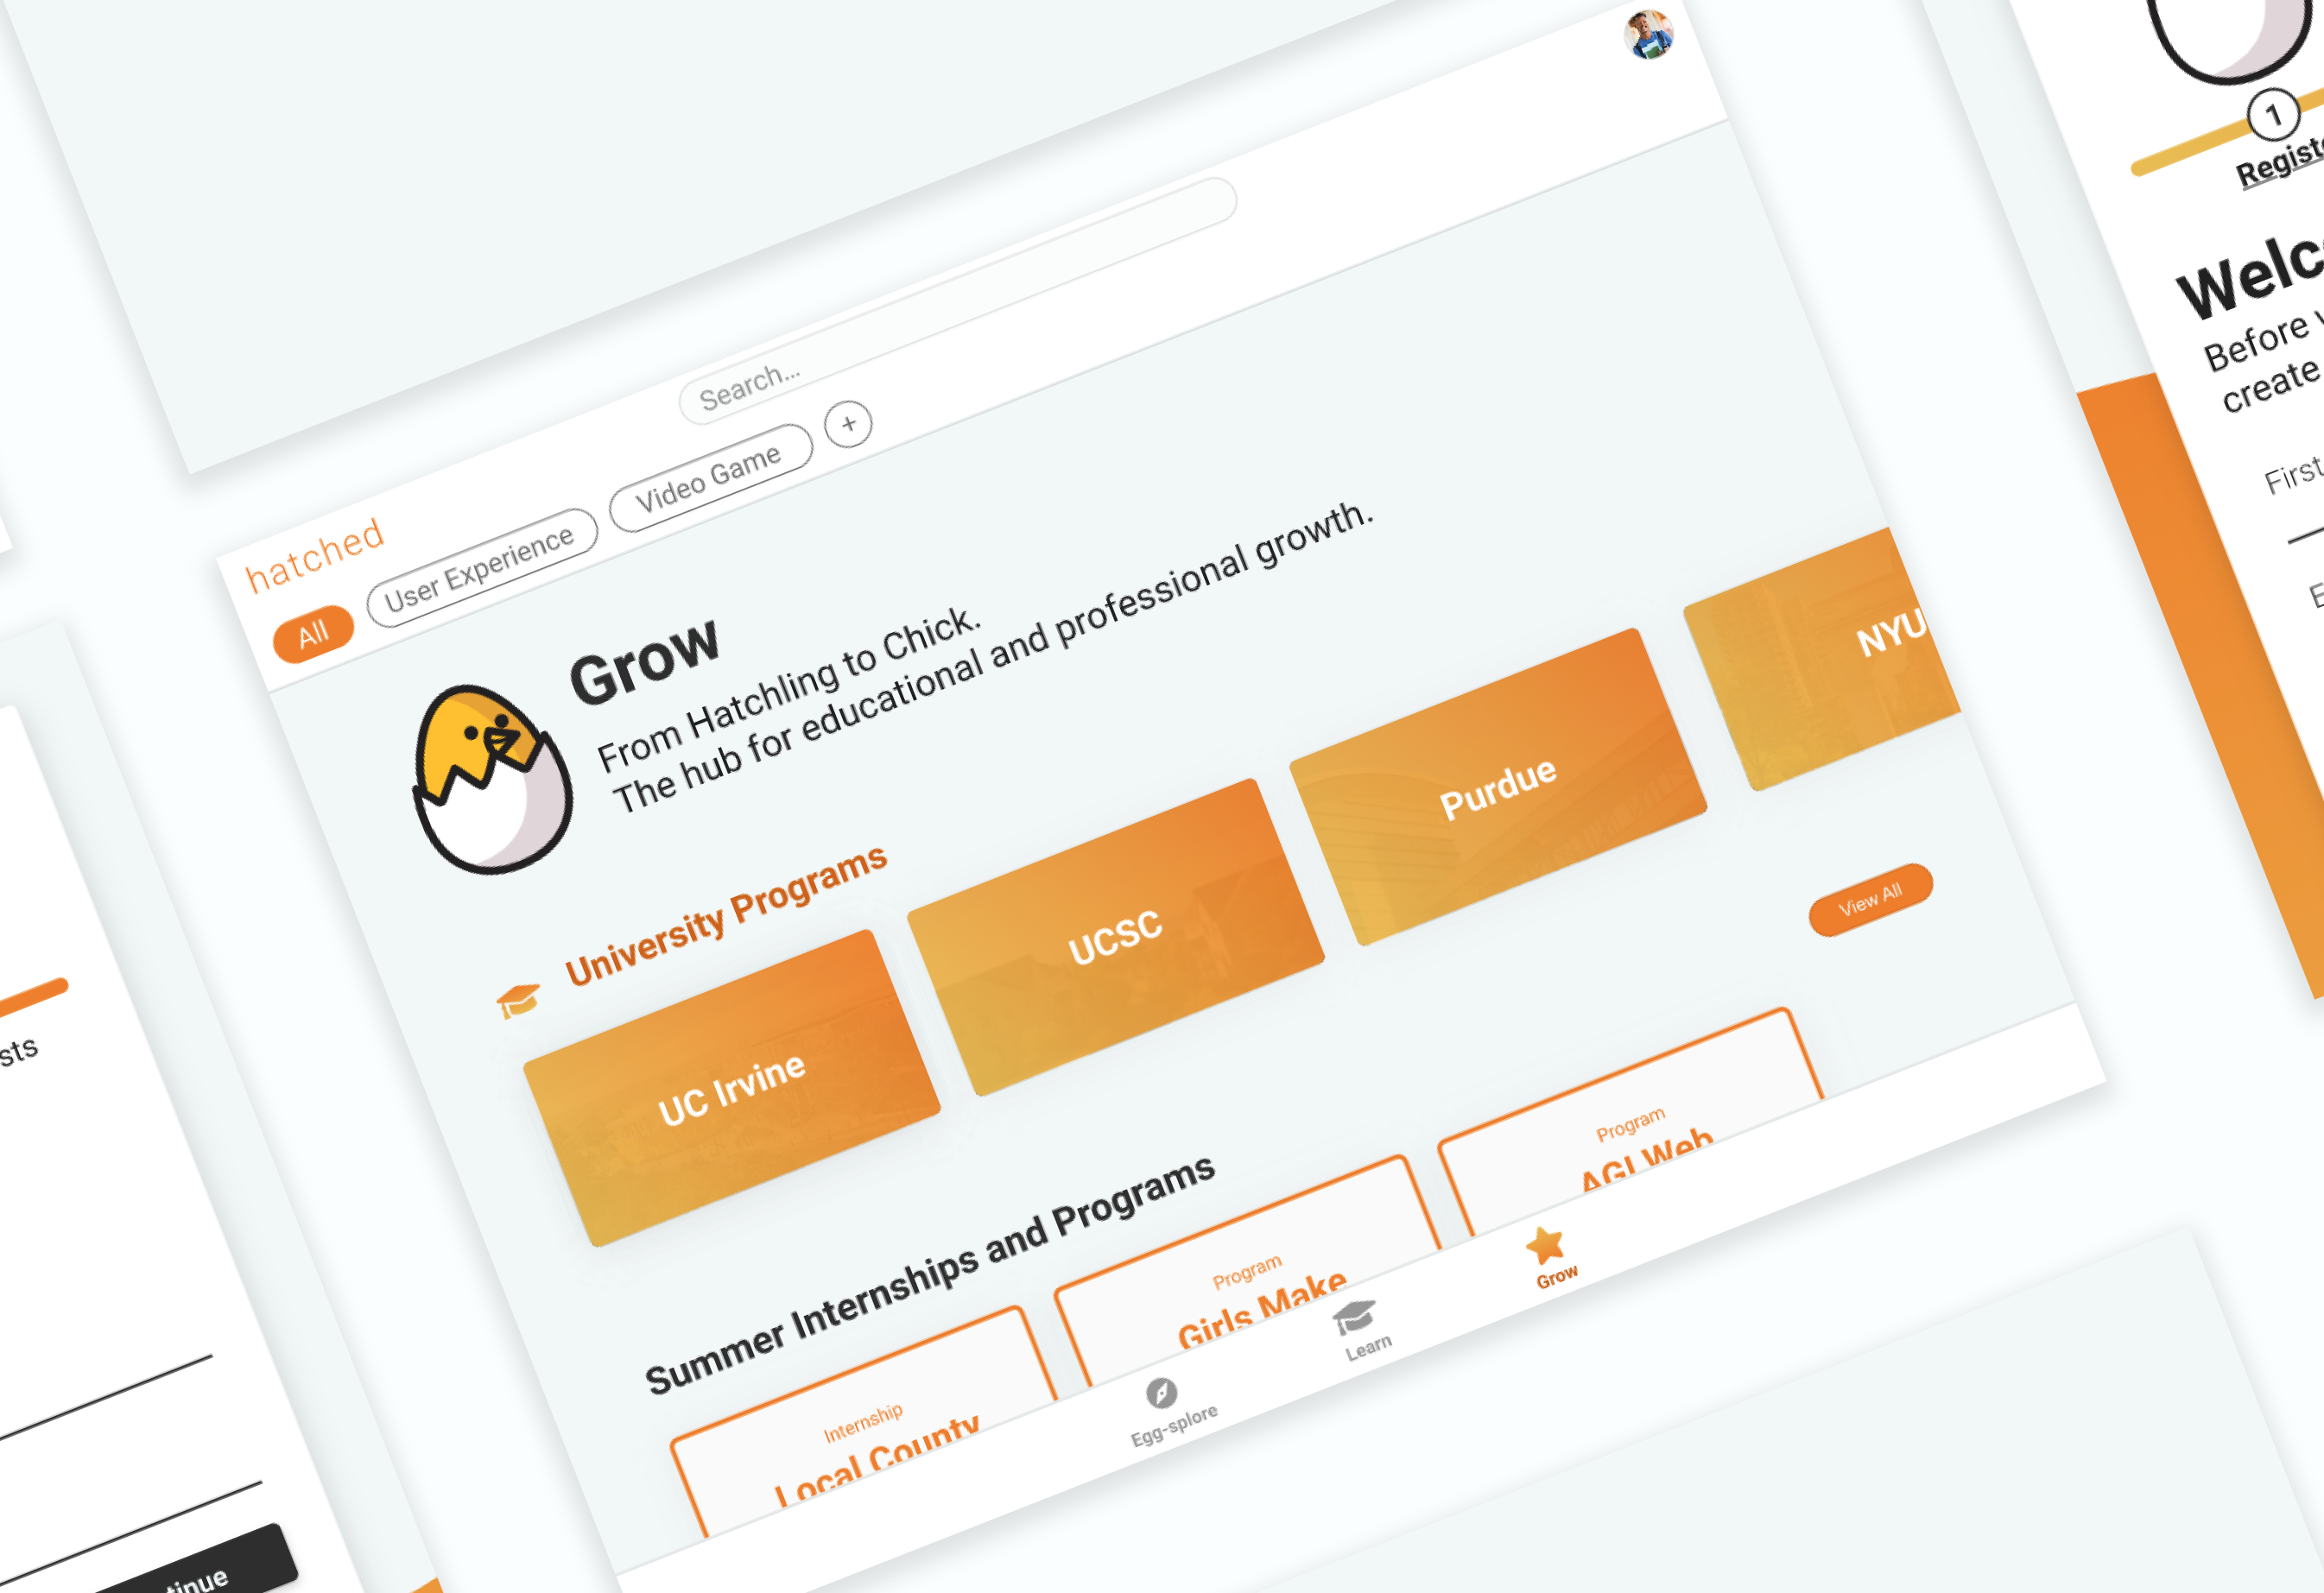 hatched
Search...
All
User Experience
Video Game
+
Grow
From Hatchling to Chick.
The hub for educational and professional growth.
University Programs
UC Irvine
UCSC
Purdue
NYU
View All
Summer Internships and Programs
Internship
Local County
Program
Girls Make
Program
AGI Web
Egg-splore
Learn
Grow
1
Registe
Welc
Before
create
First
E
sts
tinue